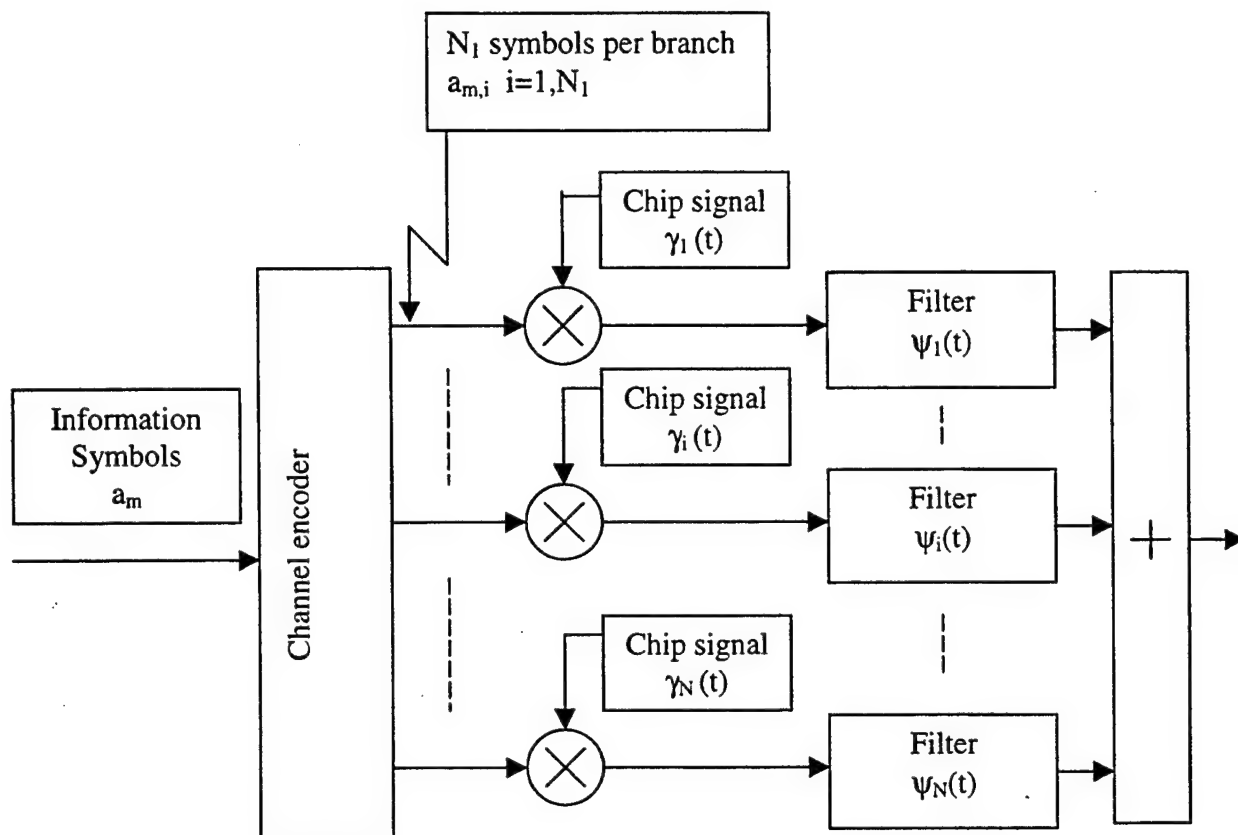 N₁ symbols per branch
aₘ,ᵢ i=1,N₁
Chip signal
γ₁ (t)
Filter
ψ₁(t)
Information
Symbols
aₘ
Channel encoder
Chip signal
γᵢ (t)
Filter
ψᵢ(t)
+
Chip signal
γN (t)
Filter
ψN(t)